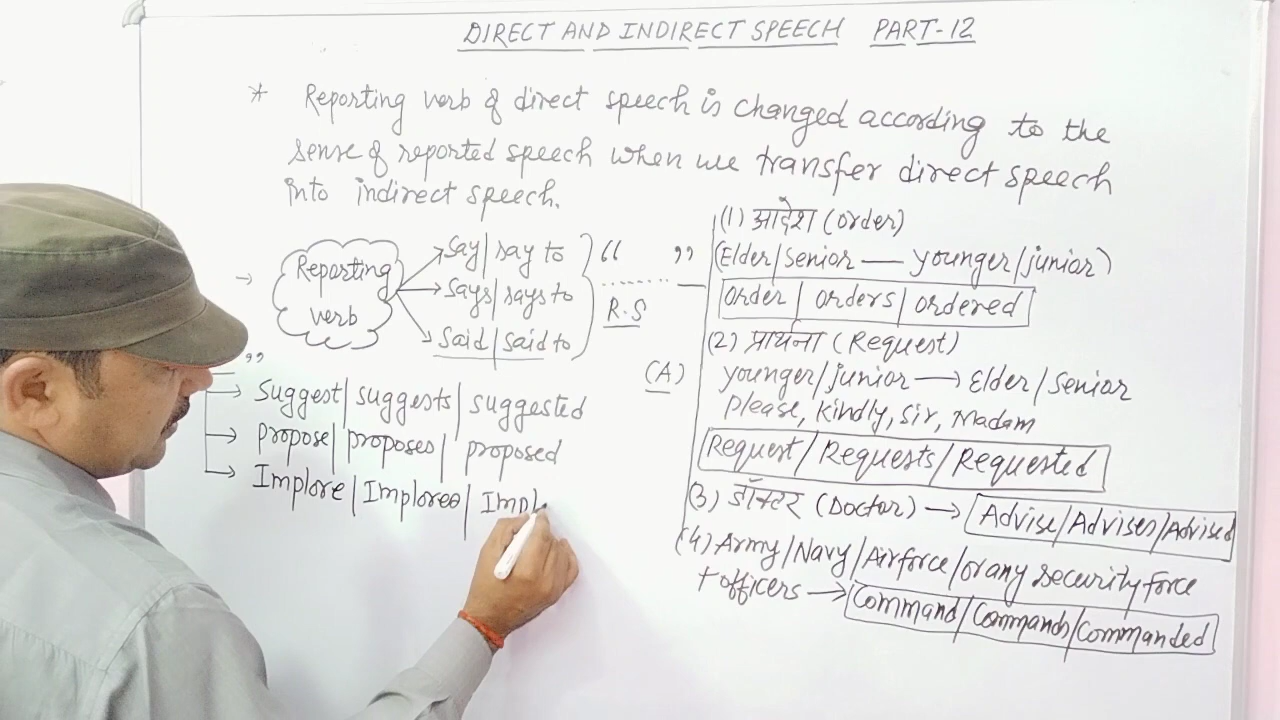 DIRECT AND INDIRECT SPEECH PART-12
* Reporting verb of direct speech is changed according to the
sense of reported speech when we transfer direct speech
into indirect speech.
→ Reporting verb
Say/say to
Says/says to
Said/said to
“ ”
R.S
”
→ Suggest/suggests/suggested
→ propose/proposes/proposed
→ Implore/Implores/Impl
(A)
(1) आदेश (order)
(Elder/senior — younger/junior)
order/orders/ordered
(2) प्रार्थना (Request)
younger/junior → Elder/senior
please, kindly, sir, Madam
Request/Requests/Requested
(3) डॉक्टर (Doctor) → Advise/Advises/Advised
(4) Army/Navy/Airforce/or any security force
+officers → Command/Commands/Commanded